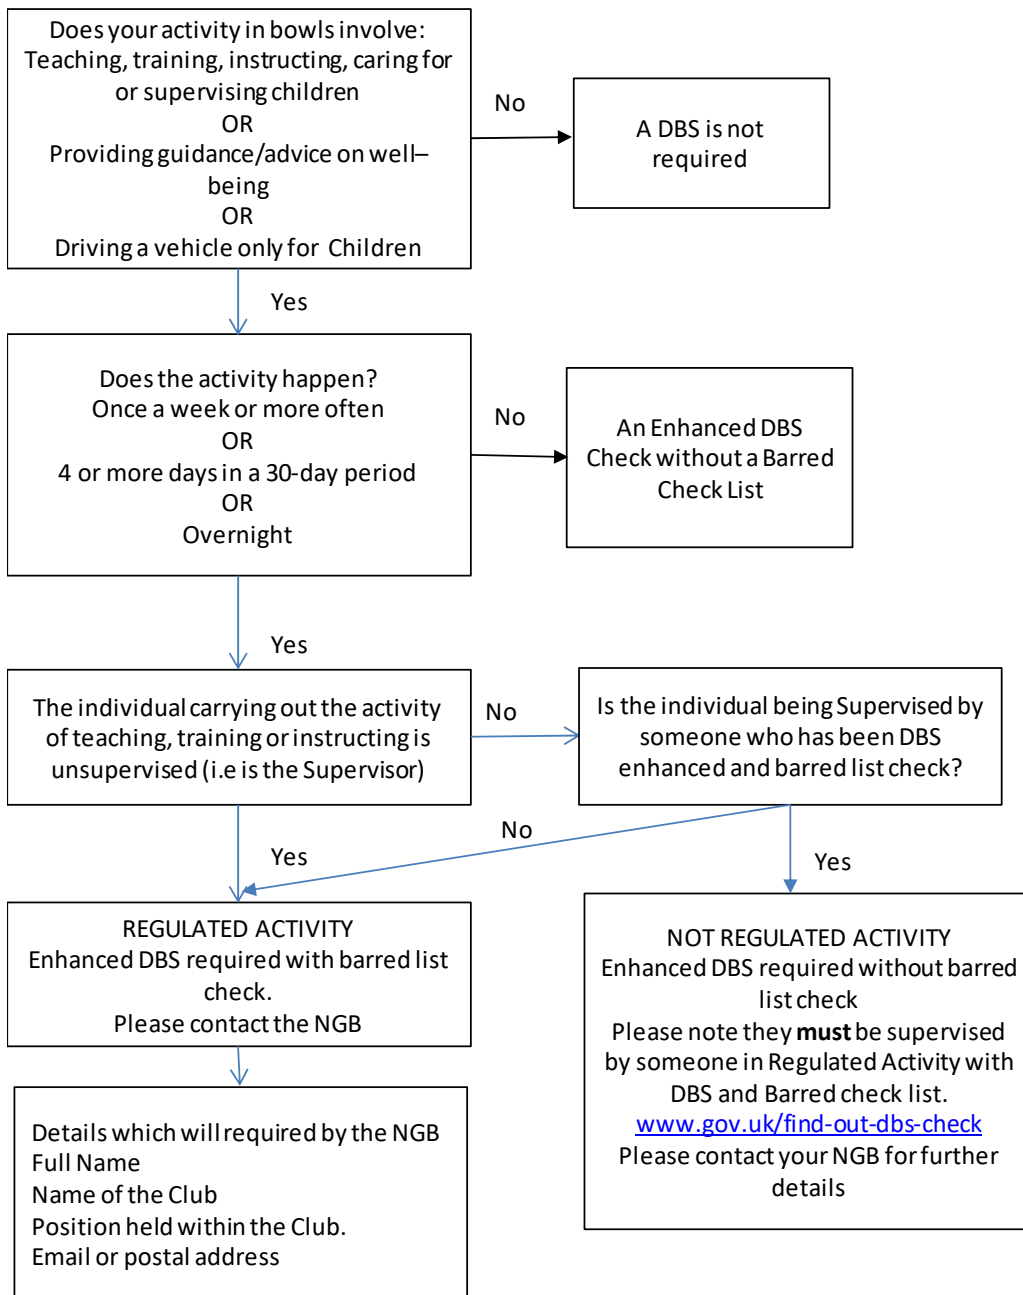 Does your activity in bowls involve:
Teaching, training, instructing, caring for
or supervising children
OR
Providing guidance/advice on well–
being
OR
Driving a vehicle only for Children
No
A DBS is not
required
Yes
Does the activity happen?
Once a week or more often
OR
4 or more days in a 30-day period
OR
Overnight
No
An Enhanced DBS
Check without a Barred
Check List
Yes
The individual carrying out the activity
of teaching, training or instructing is
unsupervised (i.e is the Supervisor)
No
Is the individual being Supervised by
someone who has been DBS
enhanced and barred list check?
No
Yes
Yes
REGULATED ACTIVITY
Enhanced DBS required with barred list
check.
Please contact the NGB
NOT REGULATED ACTIVITY
Enhanced DBS required without barred
list check
Please note they must be supervised
by someone in Regulated Activity with
DBS and Barred check list.
www.gov.uk/find-out-dbs-check
Please contact your NGB for further
details
Details which will required by the NGB
Full Name
Name of the Club
Position held within the Club.
Email or postal address